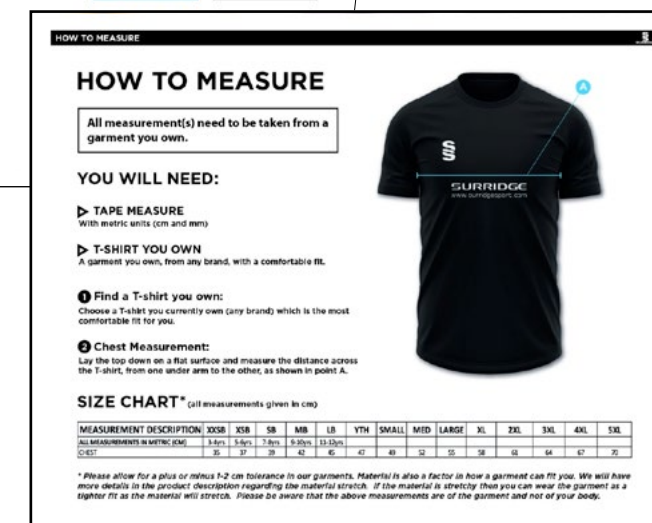 HOW TO MEASURE
HOW TO MEASURE
All measurement(s) need to be taken from a
garment you own.
YOU WILL NEED:
TAPE MEASURE
With metric units (cm and mm)
T-SHIRT YOU OWN
A garment you own, from any brand, with a comfortable fit.
1 Find a T-shirt you own:
Choose a T-shirt you currently own (any brand) which is the most
comfortable fit for you.
2 Chest Measurement:
Lay the top down on a flat surface and measure the distance across
the T-shirt, from one under arm to the other, as shown in point A.
A
SURRIDGE
www.surridgesport.com
SIZE CHART* (all measurements given in cm)
MEASUREMENT DESCRIPTION XXSB XSB SB MB LB YTH SMALL MED LARGE XL 2XL 3XL 4XL 5XL
ALL MEASUREMENTS IN METRIC (CM) 3-4yrs 5-6yrs 7-8yrs 9-10yrs 11-12yrs
CHEST 35 37 39 42 45 47 49 52 55 58 61 64 67 70
* Please allow for a plus or minus 1-2 cm tolerance in our garments. Material is also a factor in how a garment can fit you. We will have
more details in the product description regarding the material stretch. If the material is stretchy then you can wear the garment as a
tighter fit as the material will stretch. Please be aware that the above measurements are of the garment and not of your body.